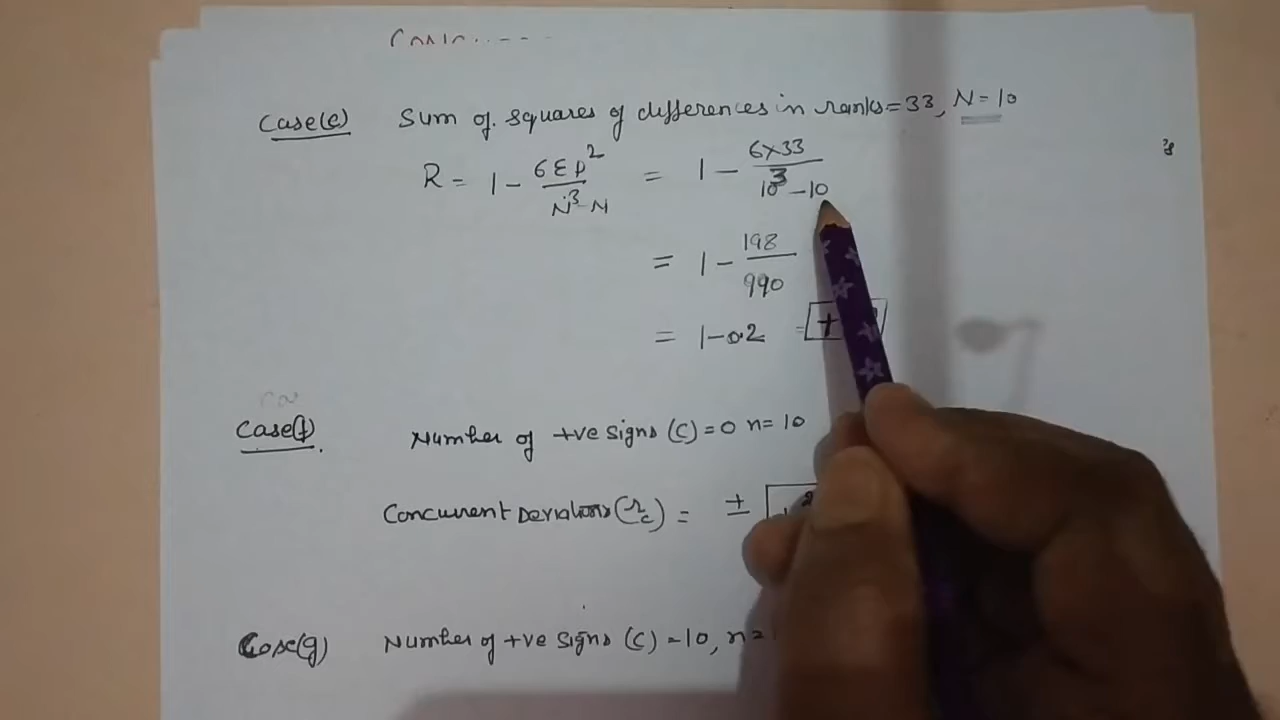 Case(e) Sum of. squares of differences in ranks=33, N=10
R = 1 - 6ΣD² / N³-N = 1 - 6×33 / 10³-10
= 1 - 198 / 990
= 1-0.2 = +
Case(f) Number of +ve signs (C)=0 n=10
Concurrent Deviations (rc) = ±
Case(g) Number of +ve signs (C)=10, n=